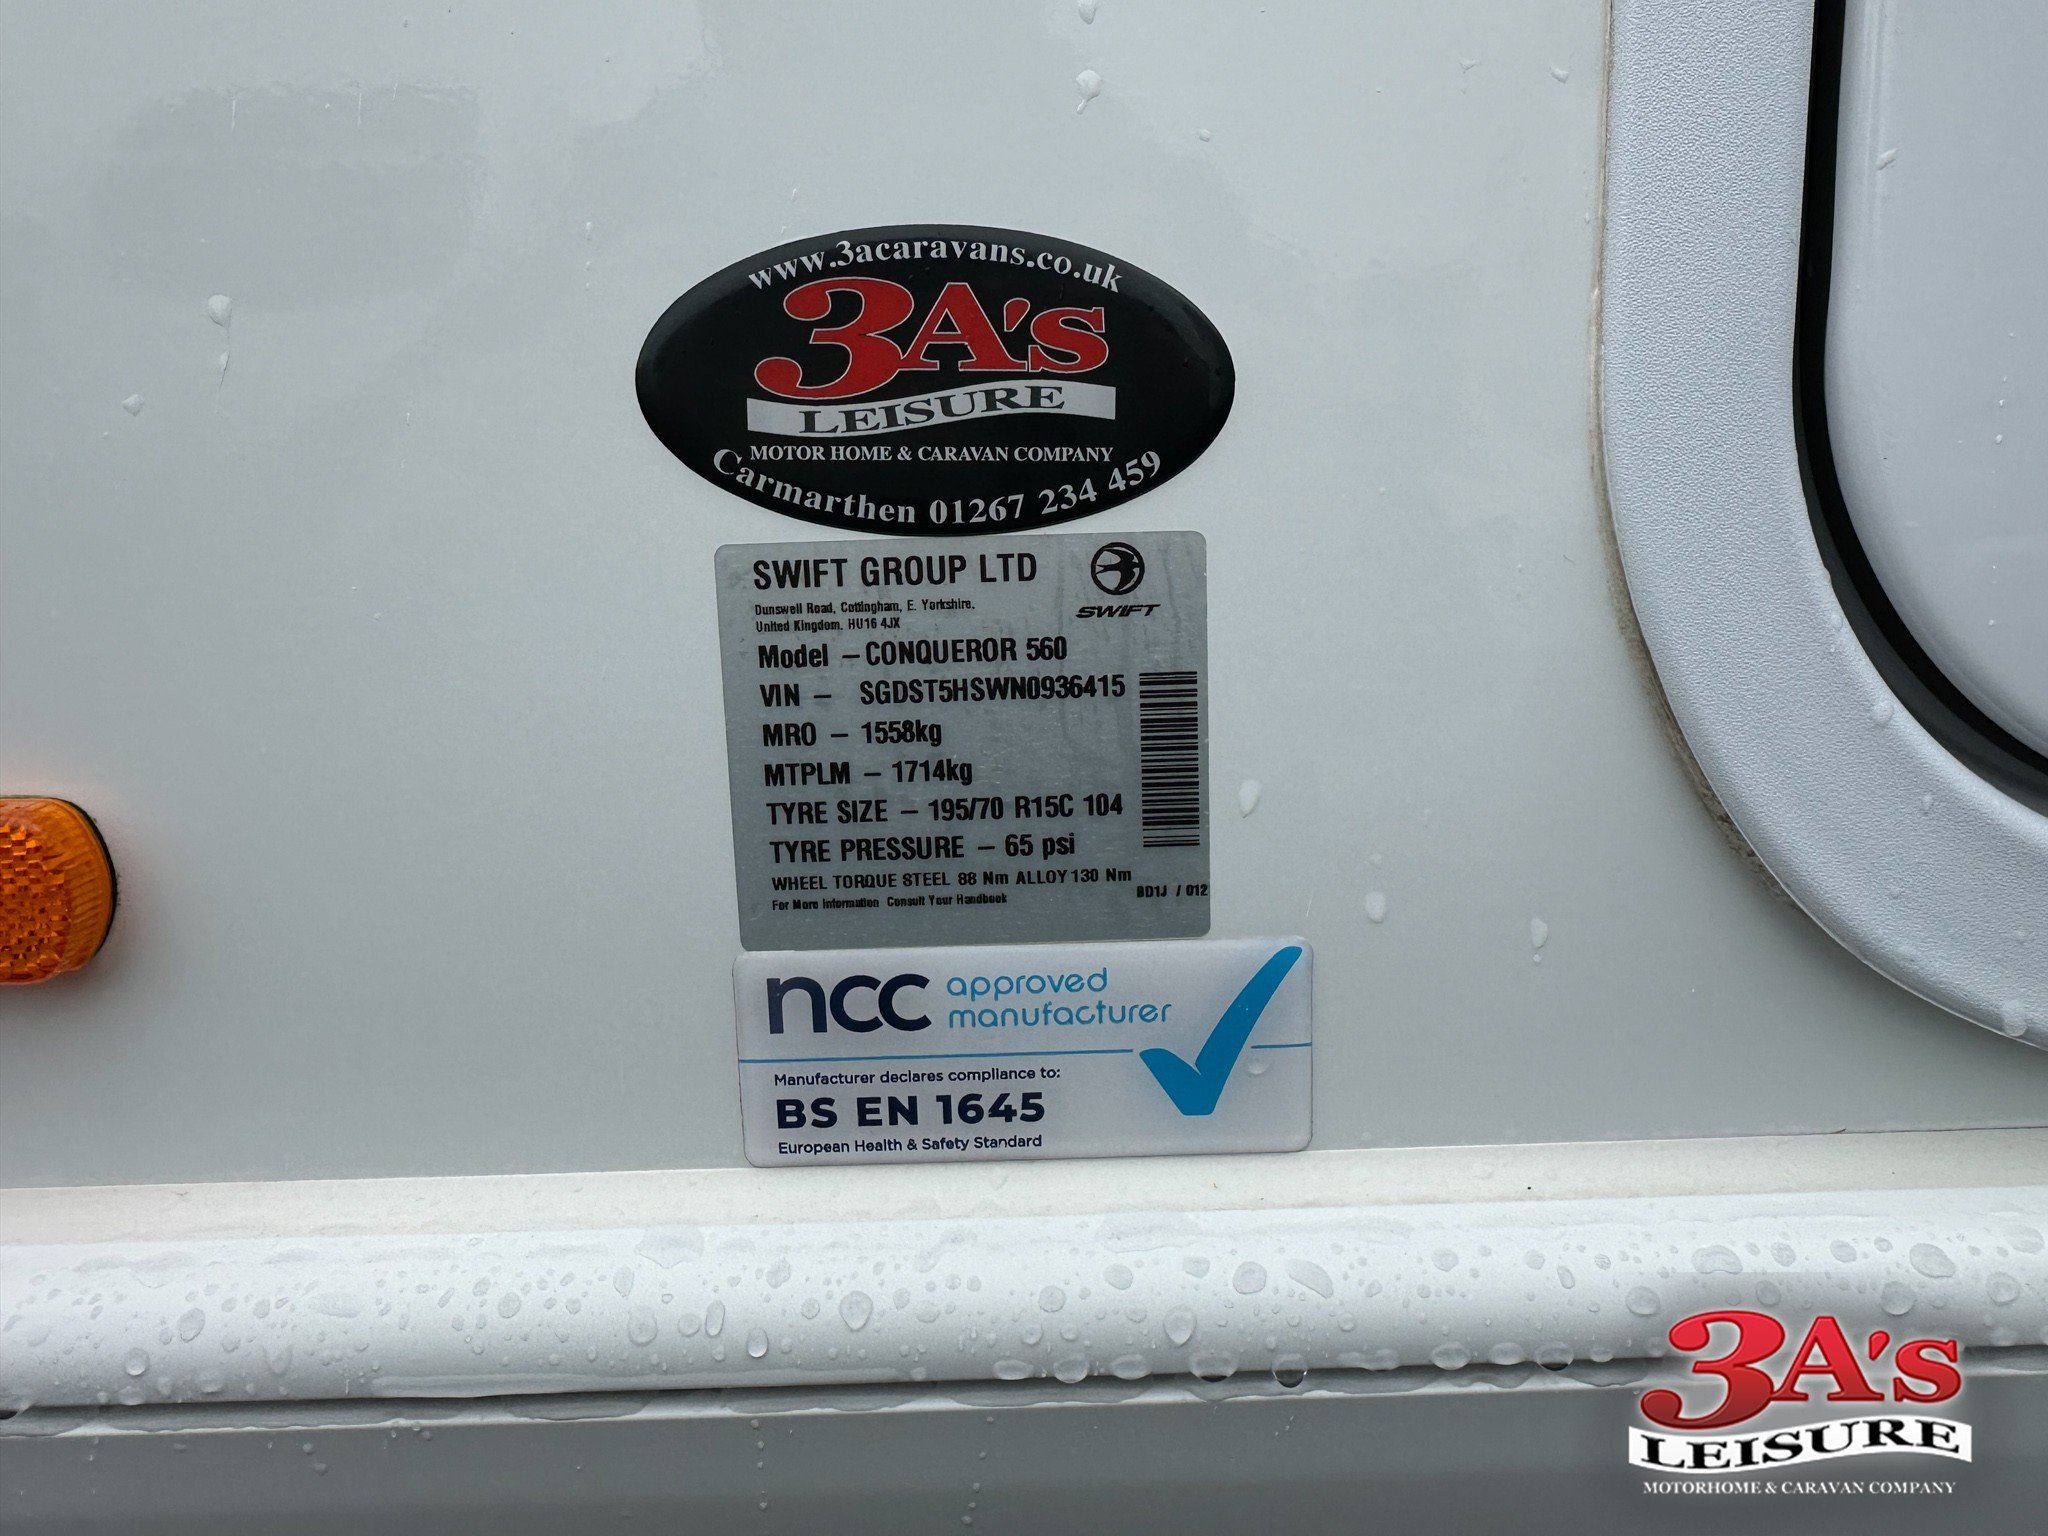 www.3acaravans.co.uk
3A's
LEISURE
MOTOR HOME & CARAVAN COMPANY
Carmarthen 01267 234 459
SWIFT GROUP LTD
SWIFT
Dunswell Road, Cottingham, E. Yorkshire.
United Kingdom. HU16 4JX
Model – CONQUEROR 560
VIN – SGDST5HSWN0936415
MRO – 1558kg
MTPLM – 1714kg
TYRE SIZE – 195/70 R15C 104
TYRE PRESSURE – 65 psi
WHEEL TORQUE STEEL 88 Nm ALLOY 130 Nm
For More Information Consult Your Handbook
BD1J / 012
ncc approved
manufacturer
Manufacturer declares compliance to:
BS EN 1645
European Health & Safety Standard
3A's
LEISURE
MOTORHOME & CARAVAN COMPANY